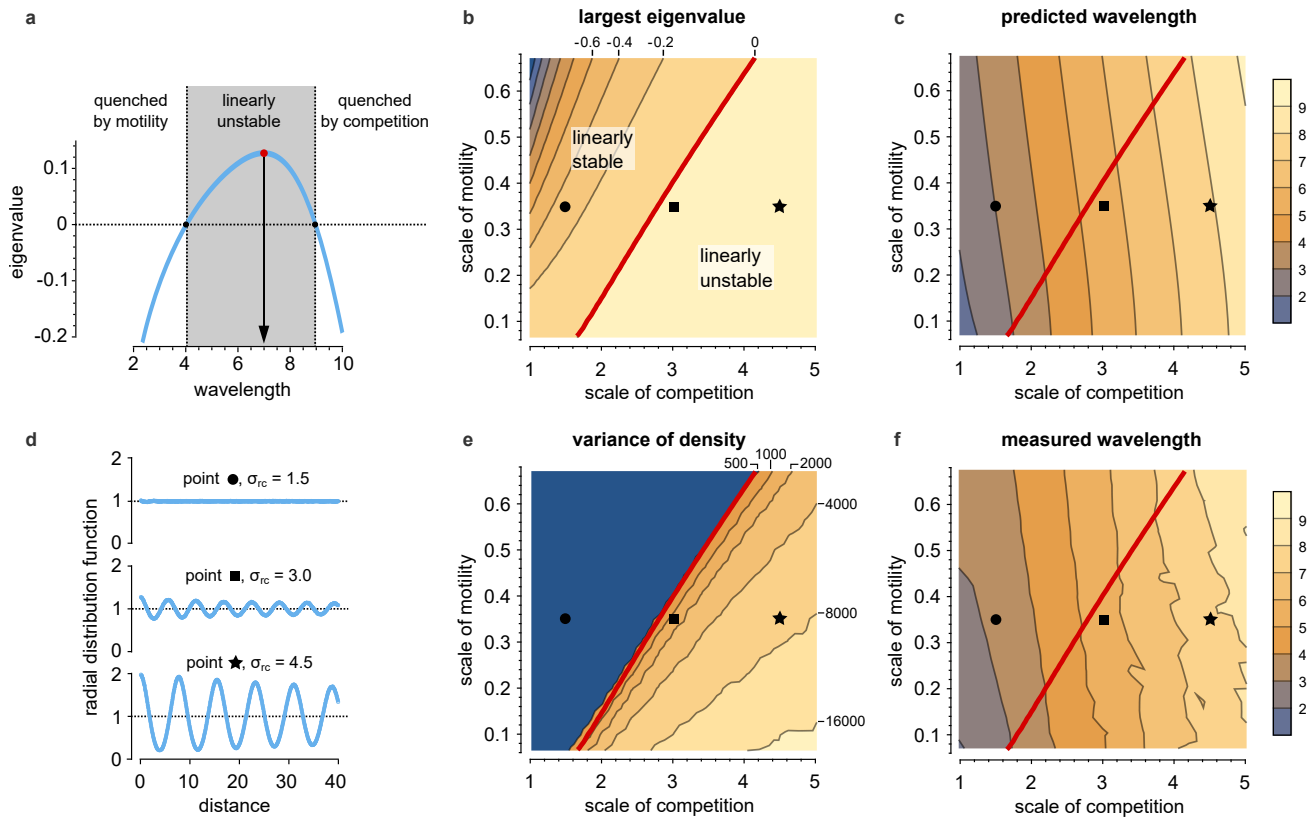 a
quenched
by motility
linearly
unstable
quenched
by competition
0.1
0
-0.1
-0.2
eigenvalue
2 4 6 8 10
wavelength
b
largest eigenvalue
-0.6 -0.4 -0.2 0
linearly
stable
linearly
unstable
0.6
0.5
0.4
0.3
0.2
0.1
scale of motility
1 2 3 4 5
scale of competition
c
predicted wavelength
0.6
0.5
0.4
0.3
0.2
0.1
scale of motility
1 2 3 4 5
scale of competition
9
8
7
6
5
4
3
2
d
radial distribution function
2
point ●, σrc = 1.5
1
0
2
point ■, σrc = 3.0
1
0
point ★, σrc = 4.5
2
1
0
0 10 20 30 40
distance
e
variance of density
500 1000 2000
4000
8000
16000
0.6
0.5
0.4
0.3
0.2
0.1
scale of motility
1 2 3 4 5
scale of competition
f
measured wavelength
0.6
0.5
0.4
0.3
0.2
0.1
scale of motility
1 2 3 4 5
scale of competition
9
8
7
6
5
4
3
2